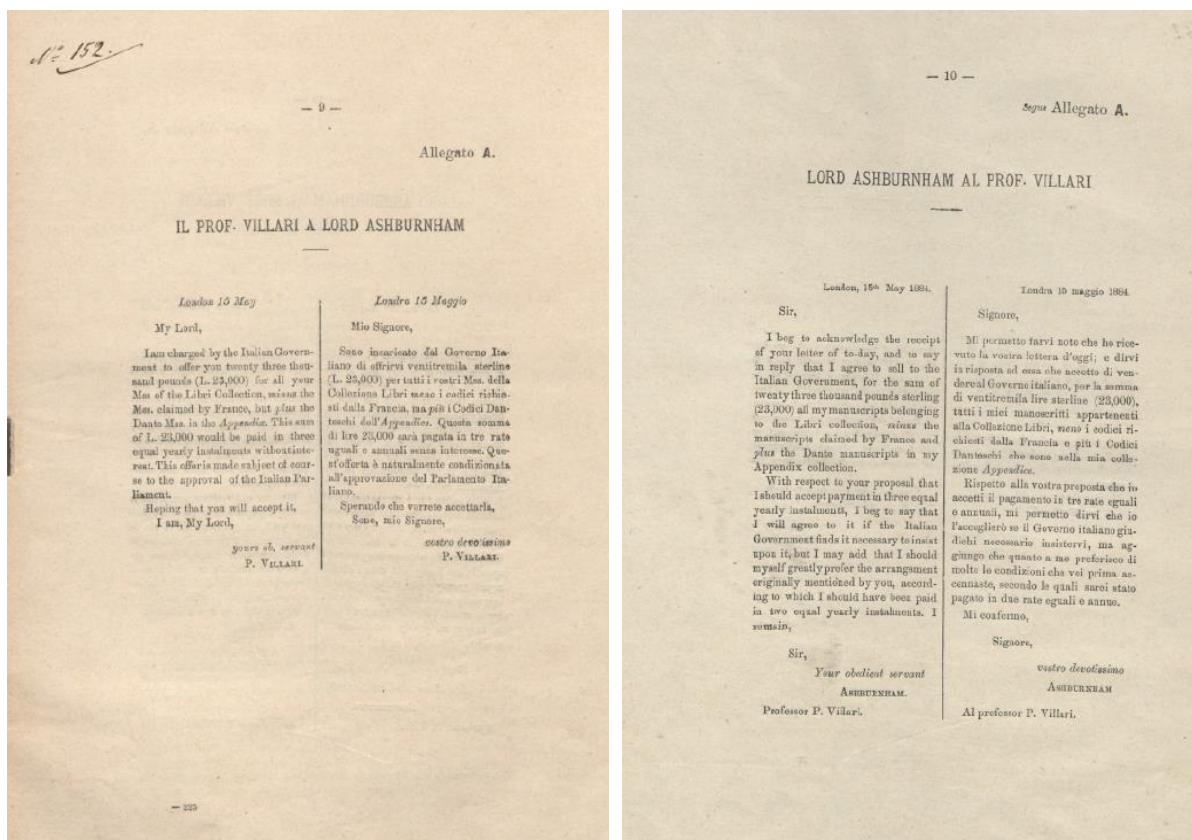 Nº 152.
— 9 —
Allegato A.
IL PROF. VILLARI A LORD ASHBURNHAM
London 15 May
My Lord,
I am charged by the Italian Govern-
ment to offer you twenty three thou-
sand pounds (L. 23,000) for all your
Mss of the Libri Collection, minus the
Mss. claimed by France, but plus the
Dante Mss. in the Appendix. This sum
of L. 23,000 would be paid in three
equal yearly instalments without inte-
rest. This offer is made subject of cour-
se to the approval of the Italian Par-
liament.
Hoping that you will accept it,
I am, My Lord,
yours ob. servant
P. VILLARI.
Londra 15 Maggio
Mio Signore,
Sono incaricato dal Governo Ita-
liano di offrirvi ventitremila sterline
(L. 23,000) per tutti i vostri Mss. della
Collezione Libri meno i codici richie-
sti dalla Francia, ma più i Codici Dan-
teschi dell'Appendice. Questa somma
di lire 23,000 sarà pagata in tre rate
uguali e annuali senza interesse. Que-
st'offerta è naturalmente condizionata
all'approvazione del Parlamento Ita-
liano.
Sperando che vorrete accettarla,
Sono, mio Signore,
vostro devotissimo
P. VILLARI.
— 225
— 10 —
Segue Allegato A.
LORD ASHBURNHAM AL PROF. VILLARI
London, 15th May 1884.
Sir,
I beg to acknowledge the receipt
of your letter of to-day, and to say
in reply that I agree to sell to the
Italian Government, for the sum of
twenty three thousand pounds sterling
(23,000) all my manuscripts belonging
to the Libri collection, minus the
manuscripts claimed by France and
plus the Dante manuscripts in my
Appendix collection.
With respect to your proposal that
I should accept payment in three equal
yearly instalments, I beg to say that
I will agree to it if the Italian
Government finds it necessary to insist
upon it, but I may add that I should
myself greatly prefer the arrangement
originally mentioned by you, accord-
ing to which I should have been paid
in two equal yearly instalments. I
remain,
Sir,
Your obedient servant
ASHBURNHAM.
Professor P. Villari.
Londra 15 maggio 1884.
Signore,
Mi permetto farvi noto che ho rice-
vuto la vostra lettera d'oggi; e dirvi
in risposta ad essa che accetto di ven-
dere al Governo italiano, per la somma
di ventitremila lire sterline (23,000),
tutti i miei manoscritti appartenenti
alla Collezione Libri, meno i codici ri-
chiesti dalla Francia e più i Codici
Danteschi che sono nella mia colle-
zione Appendice.
Rispetto alla vostra proposta che io
accetti il pagamento in tre rate eguali
e annuali, mi permetto dirvi che io
l'accoglierò se il Governo italiano giu-
dichi necessario insistervi, ma ag-
giungo che quanto a me preferisco di
molto le condizioni che voi prima ac-
cennaste, secondo le quali sarei stato
pagato in due rate eguali e annue.
Mi confermo,
Signore,
vostro devotissimo
ASHBURNHAM
Al professor P. Villari.